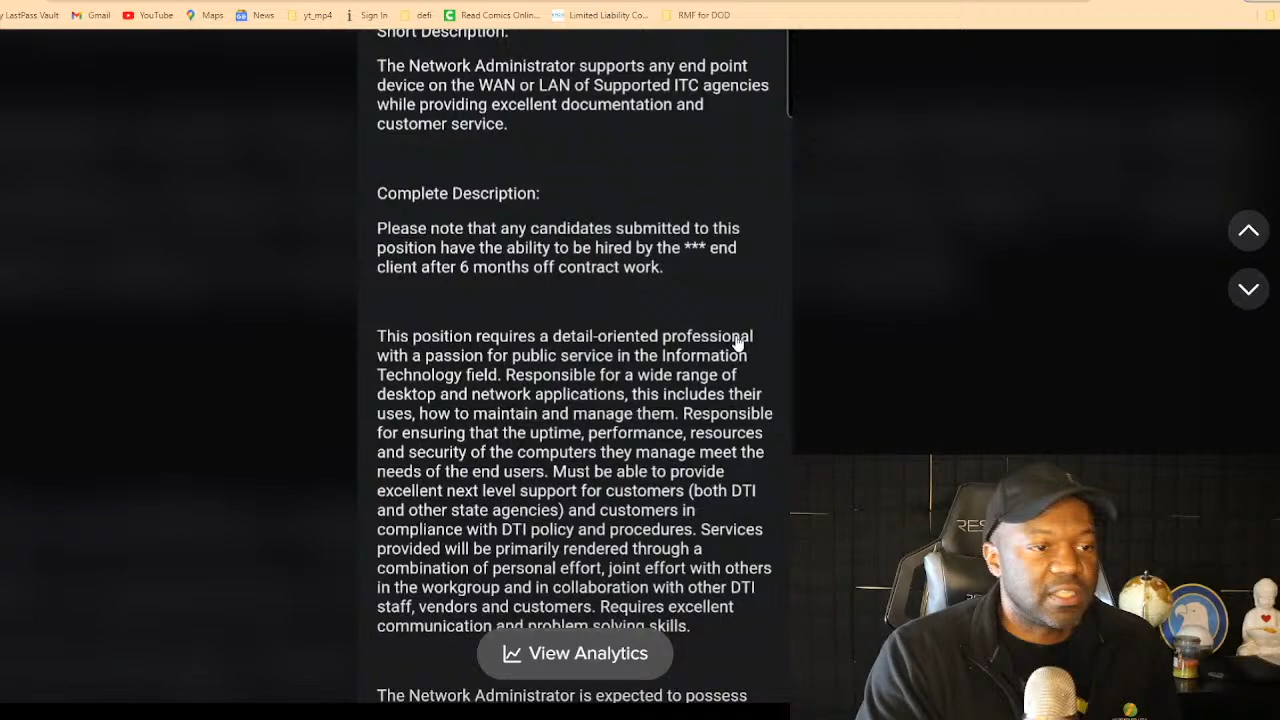 y LastPass Vault Gmail YouTube Maps News yt_mp4 Sign In defi Read Comics Onlin... Limited Liability Co... RMF for DOD
Short Description:
The Network Administrator supports any end point
device on the WAN or LAN of Supported ITC agencies
while providing excellent documentation and
customer service.
Complete Description:
Please note that any candidates submitted to this
position have the ability to be hired by the *** end
client after 6 months off contract work.
This position requires a detail-oriented professional
with a passion for public service in the Information
Technology field. Responsible for a wide range of
desktop and network applications, this includes their
uses, how to maintain and manage them. Responsible
for ensuring that the uptime, performance, resources
and security of the computers they manage meet the
needs of the end users. Must be able to provide
excellent next level support for customers (both DTI
and other state agencies) and customers in
compliance with DTI policy and procedures. Services
provided will be primarily rendered through a
combination of personal effort, joint effort with others
in the workgroup and in collaboration with other DTI
staff, vendors and customers. Requires excellent
communication and problem solving skills.
View Analytics
The Network Administrator is expected to possess